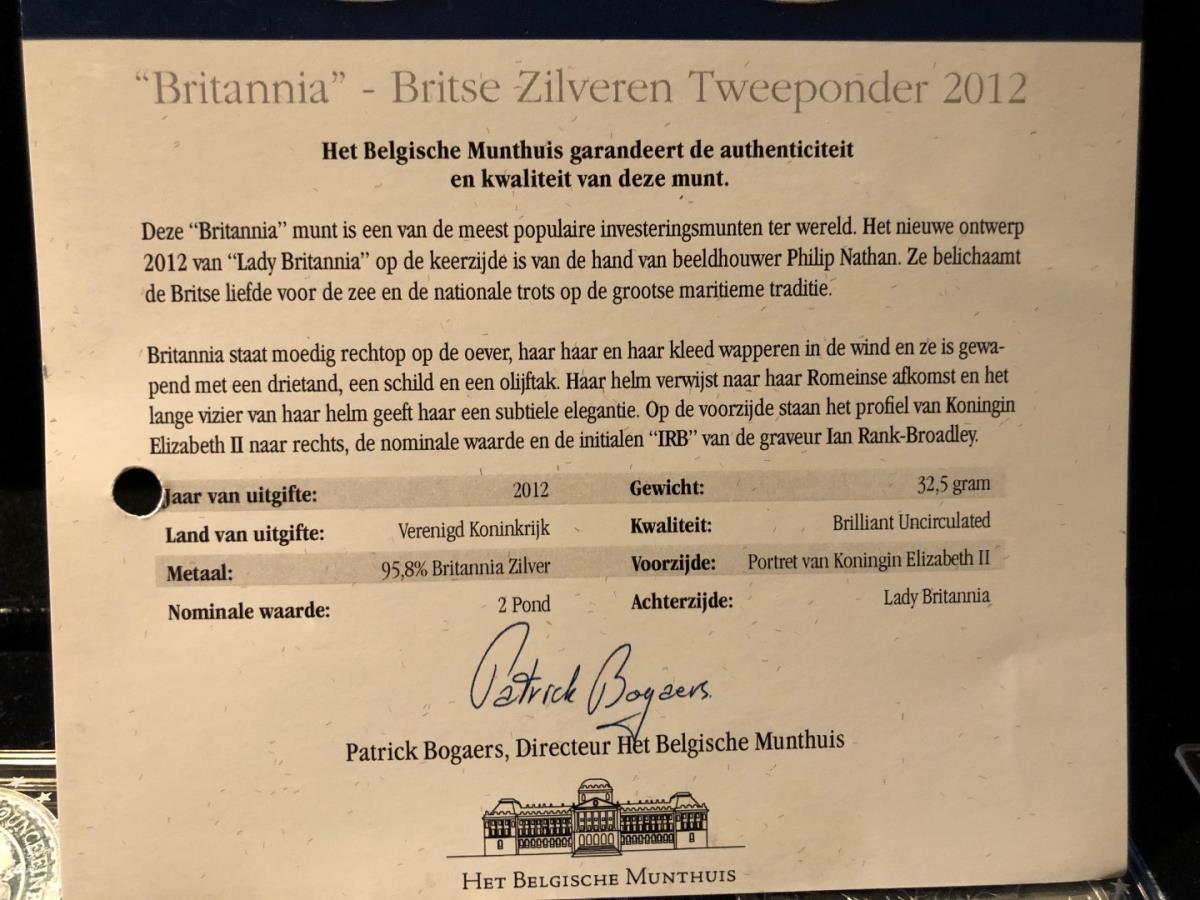 “Britannia” - Britse Zilveren Tweeponder 2012
Het Belgische Munthuis garandeert de authenticiteit
en kwaliteit van deze munt.
Deze “Britannia” munt is een van de meest populaire investeringsmunten ter wereld. Het nieuwe ontwerp
2012 van “Lady Britannia” op de keerzijde is van de hand van beeldhouwer Philip Nathan. Ze belichaamt
de Britse liefde voor de zee en de nationale trots op de grootse maritieme traditie.
Britannia staat moedig rechtop op de oever, haar haar en haar kleed wapperen in de wind en ze is gewa-
pend met een drietand, een schild en een olijftak. Haar helm verwijst naar haar Romeinse afkomst en het
lange vizier van haar helm geeft haar een subtiele elegantie. Op de voorzijde staan het profiel van Koningin
Elizabeth II naar rechts, de nominale waarde en de initialen “IRB” van de graveur Ian Rank-Broadley.
Jaar van uitgifte: 2012 Gewicht: 32,5 gram
Land van uitgifte: Verenigd Koninkrijk Kwaliteit: Brilliant Uncirculated
Metaal: 95,8% Britannia Zilver Voorzijde: Portret van Koningin Elizabeth II
Nominale waarde: 2 Pond Achterzijde: Lady Britannia
Patrick Bogaers
Patrick Bogaers, Directeur Het Belgische Munthuis
HET BELGISCHE MUNTHUIS